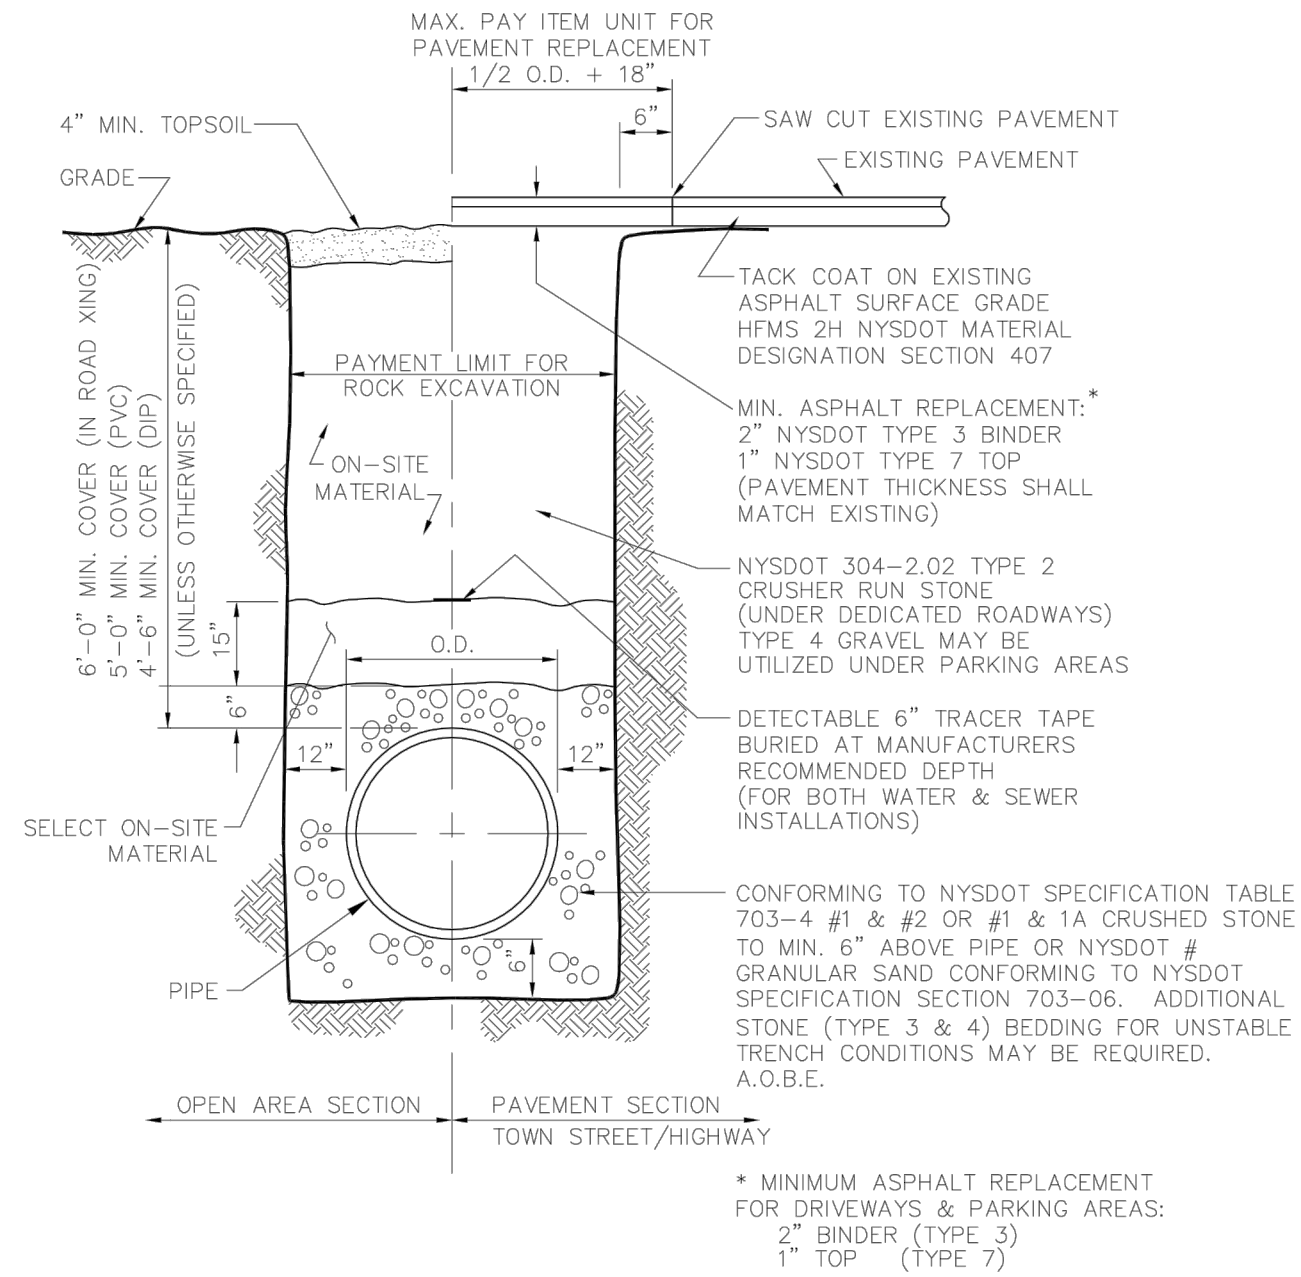 MAX. PAY ITEM UNIT FOR
PAVEMENT REPLACEMENT
1/2 O.D. + 18"
6"
4" MIN. TOPSOIL
GRADE
SAW CUT EXISTING PAVEMENT
EXISTING PAVEMENT
TACK COAT ON EXISTING
ASPHALT SURFACE GRADE
HFMS 2H NYSDOT MATERIAL
DESIGNATION SECTION 407
PAYMENT LIMIT FOR
ROCK EXCAVATION
MIN. ASPHALT REPLACEMENT:*
2" NYSDOT TYPE 3 BINDER
1" NYSDOT TYPE 7 TOP
(PAVEMENT THICKNESS SHALL
MATCH EXISTING)
ON-SITE
MATERIAL
6'-0" MIN. COVER (IN ROAD XING)
5'-0" MIN. COVER (PVC)
4'-6" MIN. COVER (DIP)
(UNLESS OTHERWISE SPECIFIED)
NYSDOT 304-2.02 TYPE 2
CRUSHER RUN STONE
(UNDER DEDICATED ROADWAYS)
TYPE 4 GRAVEL MAY BE
UTILIZED UNDER PARKING AREAS
15"
O.D.
6"
12"
12"
DETECTABLE 6" TRACER TAPE
BURIED AT MANUFACTURERS
RECOMMENDED DEPTH
(FOR BOTH WATER & SEWER
INSTALLATIONS)
SELECT ON-SITE
MATERIAL
CONFORMING TO NYSDOT SPECIFICATION TABLE
703-4 #1 & #2 OR #1 & 1A CRUSHED STONE
TO MIN. 6" ABOVE PIPE OR NYSDOT #
GRANULAR SAND CONFORMING TO NYSDOT
SPECIFICATION SECTION 703-06. ADDITIONAL
STONE (TYPE 3 & 4) BEDDING FOR UNSTABLE
TRENCH CONDITIONS MAY BE REQUIRED.
A.O.B.E.
6"
PIPE
OPEN AREA SECTION
PAVEMENT SECTION
TOWN STREET/HIGHWAY
* MINIMUM ASPHALT REPLACEMENT
FOR DRIVEWAYS & PARKING AREAS:
2" BINDER (TYPE 3)
1" TOP (TYPE 7)